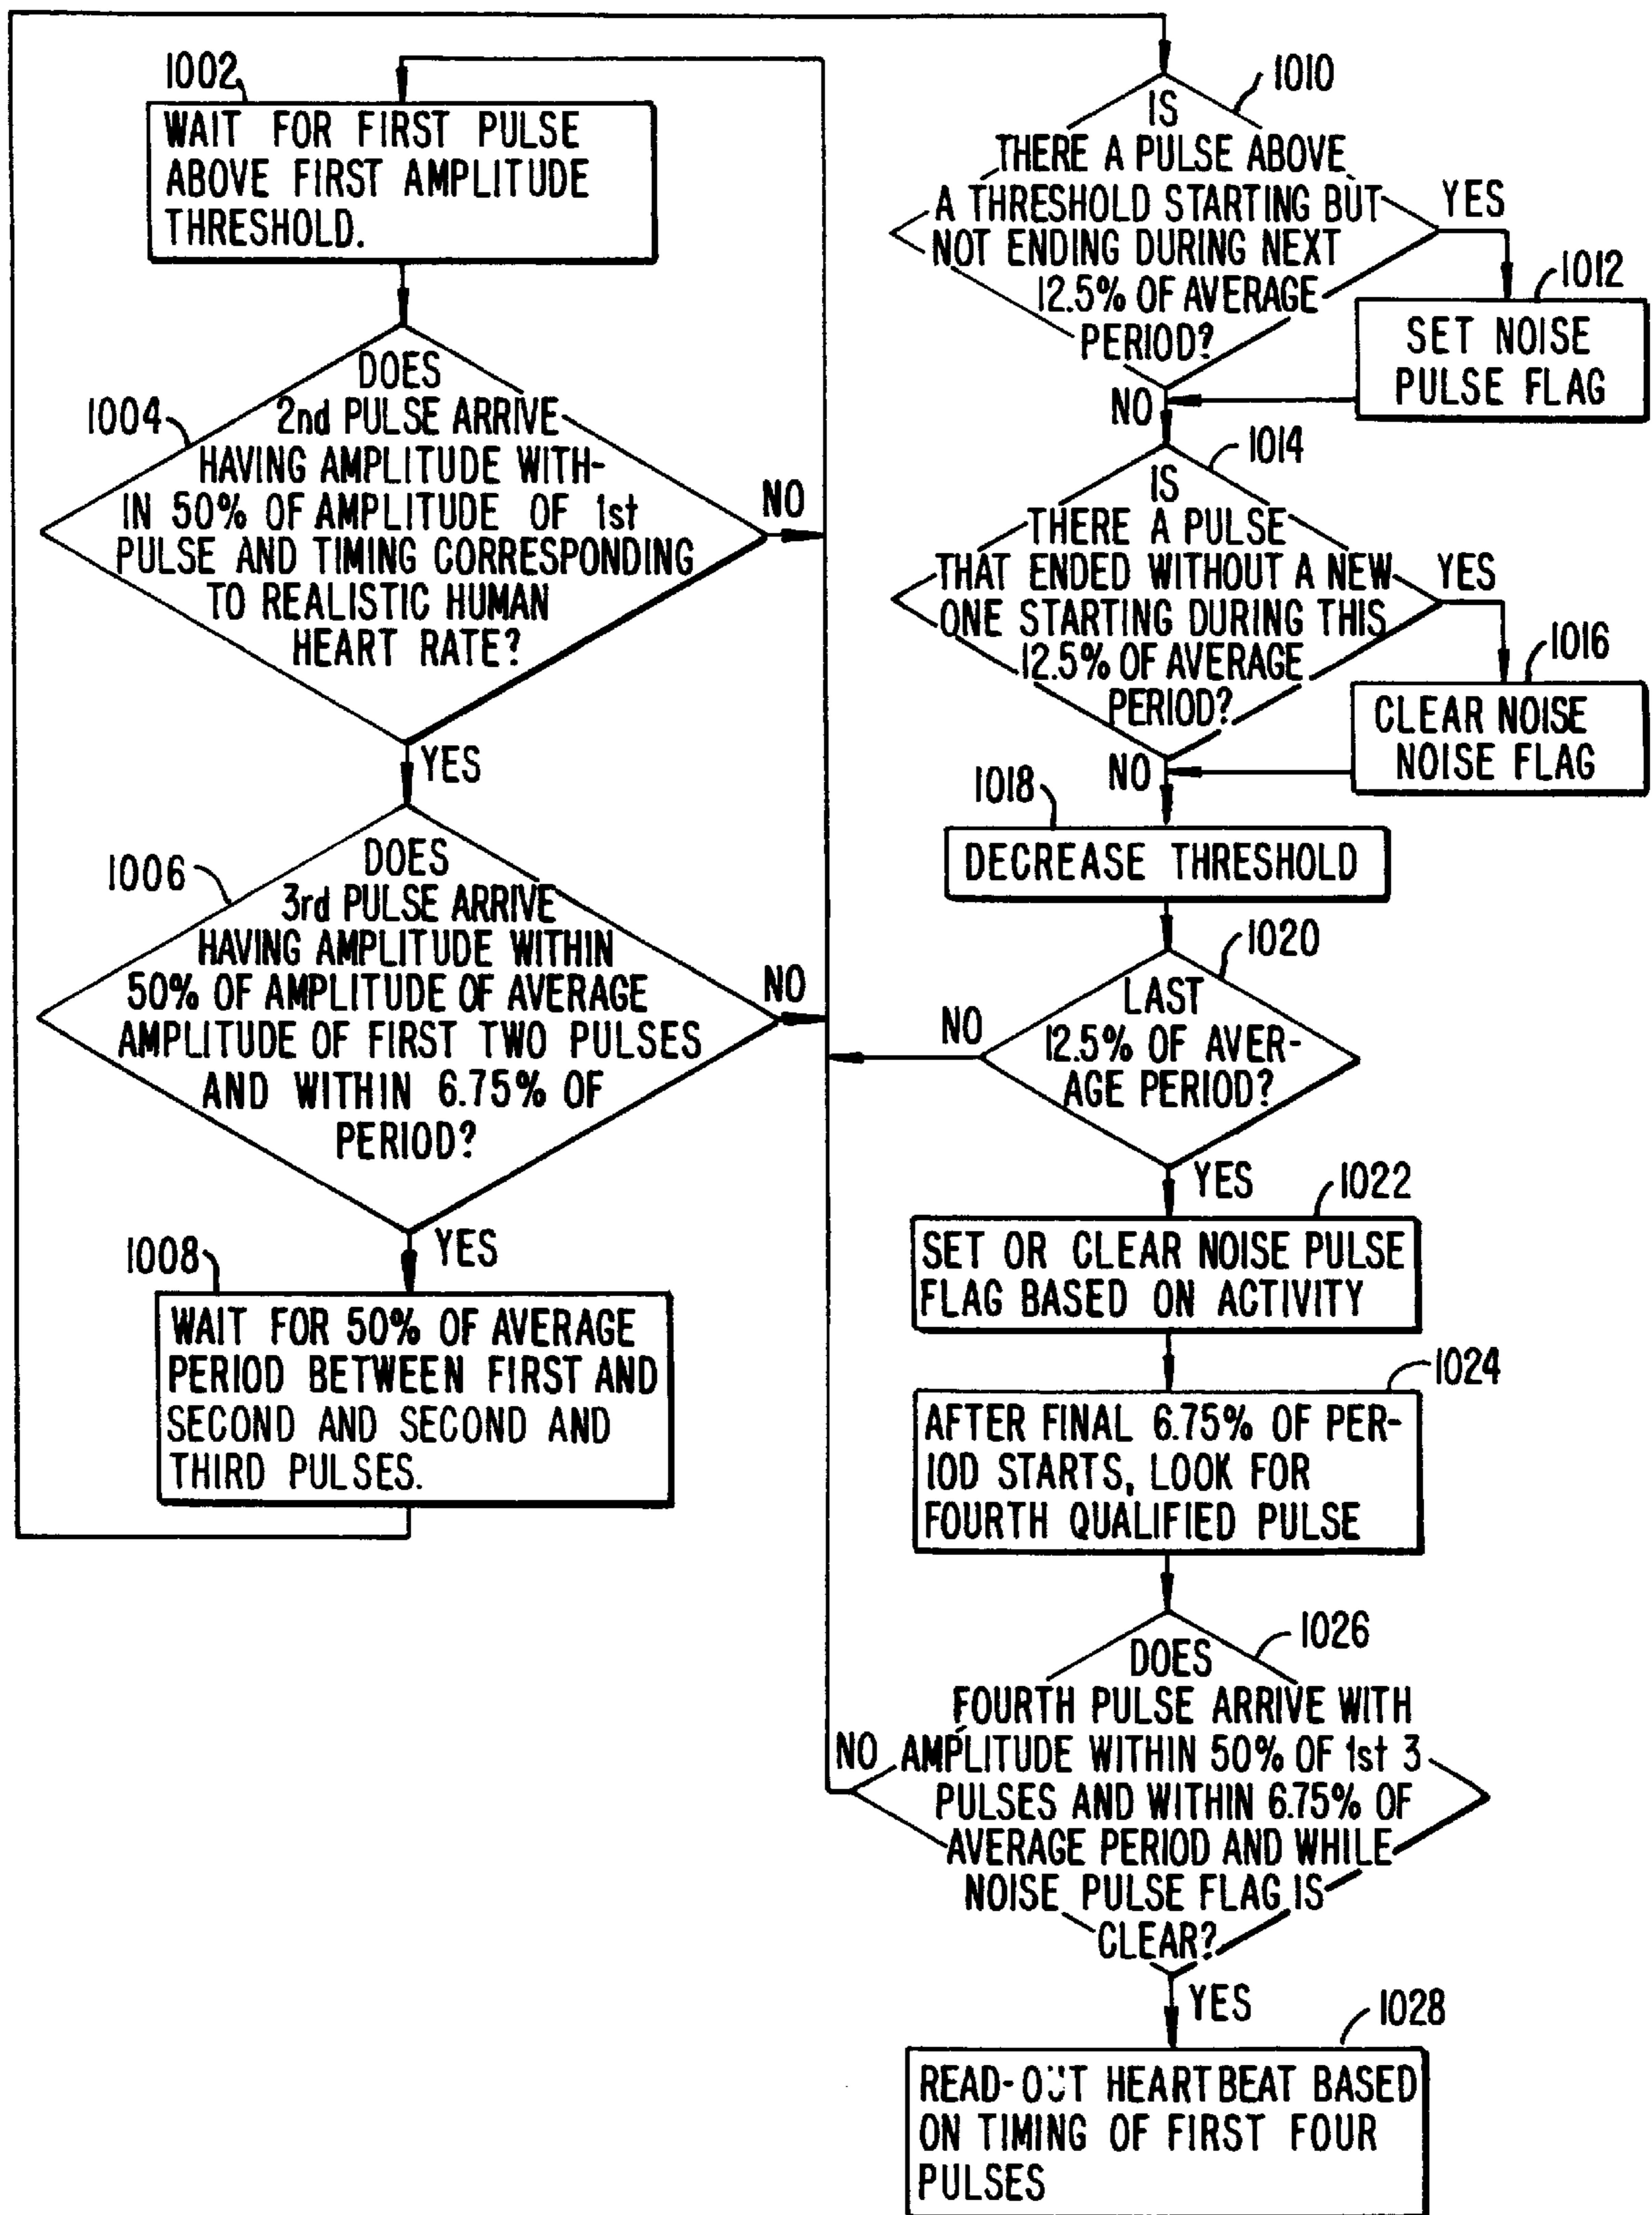 1002
WAIT FOR FIRST PULSE
ABOVE FIRST AMPLITUDE
THRESHOLD.
1004
DOES
2nd PULSE ARRIVE
HAVING AMPLITUDE WITH-
IN 50% OF AMPLITUDE OF 1st
PULSE AND TIMING CORRESPONDING
TO REALISTIC HUMAN
HEART RATE?
NO
YES
1006
DOES
3rd PULSE ARRIVE
HAVING AMPLITUDE WITHIN
50% OF AMPLITUDE OF AVERAGE
AMPLITUDE OF FIRST TWO PULSES
AND WITHIN 6.75% OF
PERIOD?
NO
YES
1008
WAIT FOR 50% OF AVERAGE
PERIOD BETWEEN FIRST AND
SECOND AND SECOND AND
THIRD PULSES.
1010
IS
THERE A PULSE ABOVE
A THRESHOLD STARTING BUT
NOT ENDING DURING NEXT
12.5% OF AVERAGE
PERIOD?
YES
1012
SET NOISE
PULSE FLAG
NO
1014
IS
THERE A PULSE
THAT ENDED WITHOUT A NEW
ONE STARTING DURING THIS
12.5% OF AVERAGE
PERIOD?
YES
1016
CLEAR NOISE
NOISE FLAG
NO
1018
DECREASE THRESHOLD
1020
LAST
12.5% OF AVER-
AGE PERIOD?
NO
YES
1022
SET OR CLEAR NOISE PULSE
FLAG BASED ON ACTIVITY
1024
AFTER FINAL 6.75% OF PER-
IOD STARTS, LOOK FOR
FOURTH QUALIFIED PULSE
1026
DOES
FOURTH PULSE ARRIVE WITH
AMPLITUDE WITHIN 50% OF 1st 3
PULSES AND WITHIN 6.75% OF
AVERAGE PERIOD AND WHILE
NOISE PULSE FLAG IS
CLEAR?
NO
YES
1028
READ-OUT HEARTBEAT BASED
ON TIMING OF FIRST FOUR
PULSES